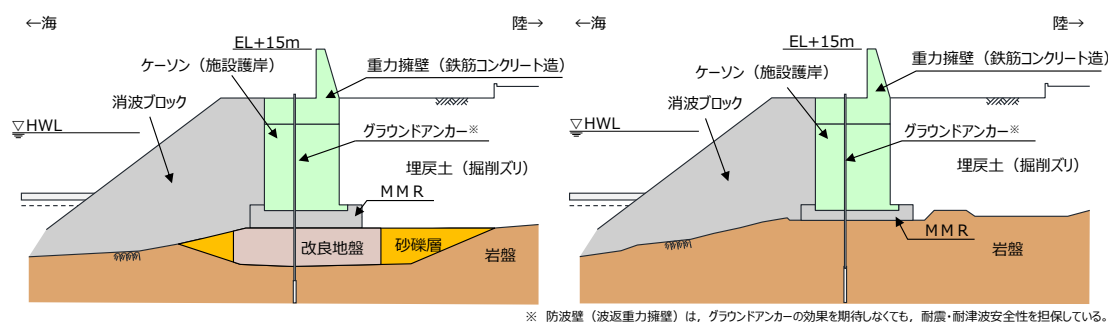 ←海
陸→
EL+15m
重力擁壁（鉄筋コンクリート造）
ケーソン（施設護岸）
消波ブロック
▽HWL
グラウンドアンカー※
埋戻土（掘削ズリ）
MMR
改良地盤
砂礫層
岩盤
←海
陸→
EL+15m
重力擁壁（鉄筋コンクリート造）
ケーソン（施設護岸）
消波ブロック
▽HWL
グラウンドアンカー※
埋戻土（掘削ズリ）
MMR
岩盤
※ 防波壁（波返重力擁壁）は，グラウンドアンカーの効果を期待しなくても，耐震・耐津波安全性を担保している。